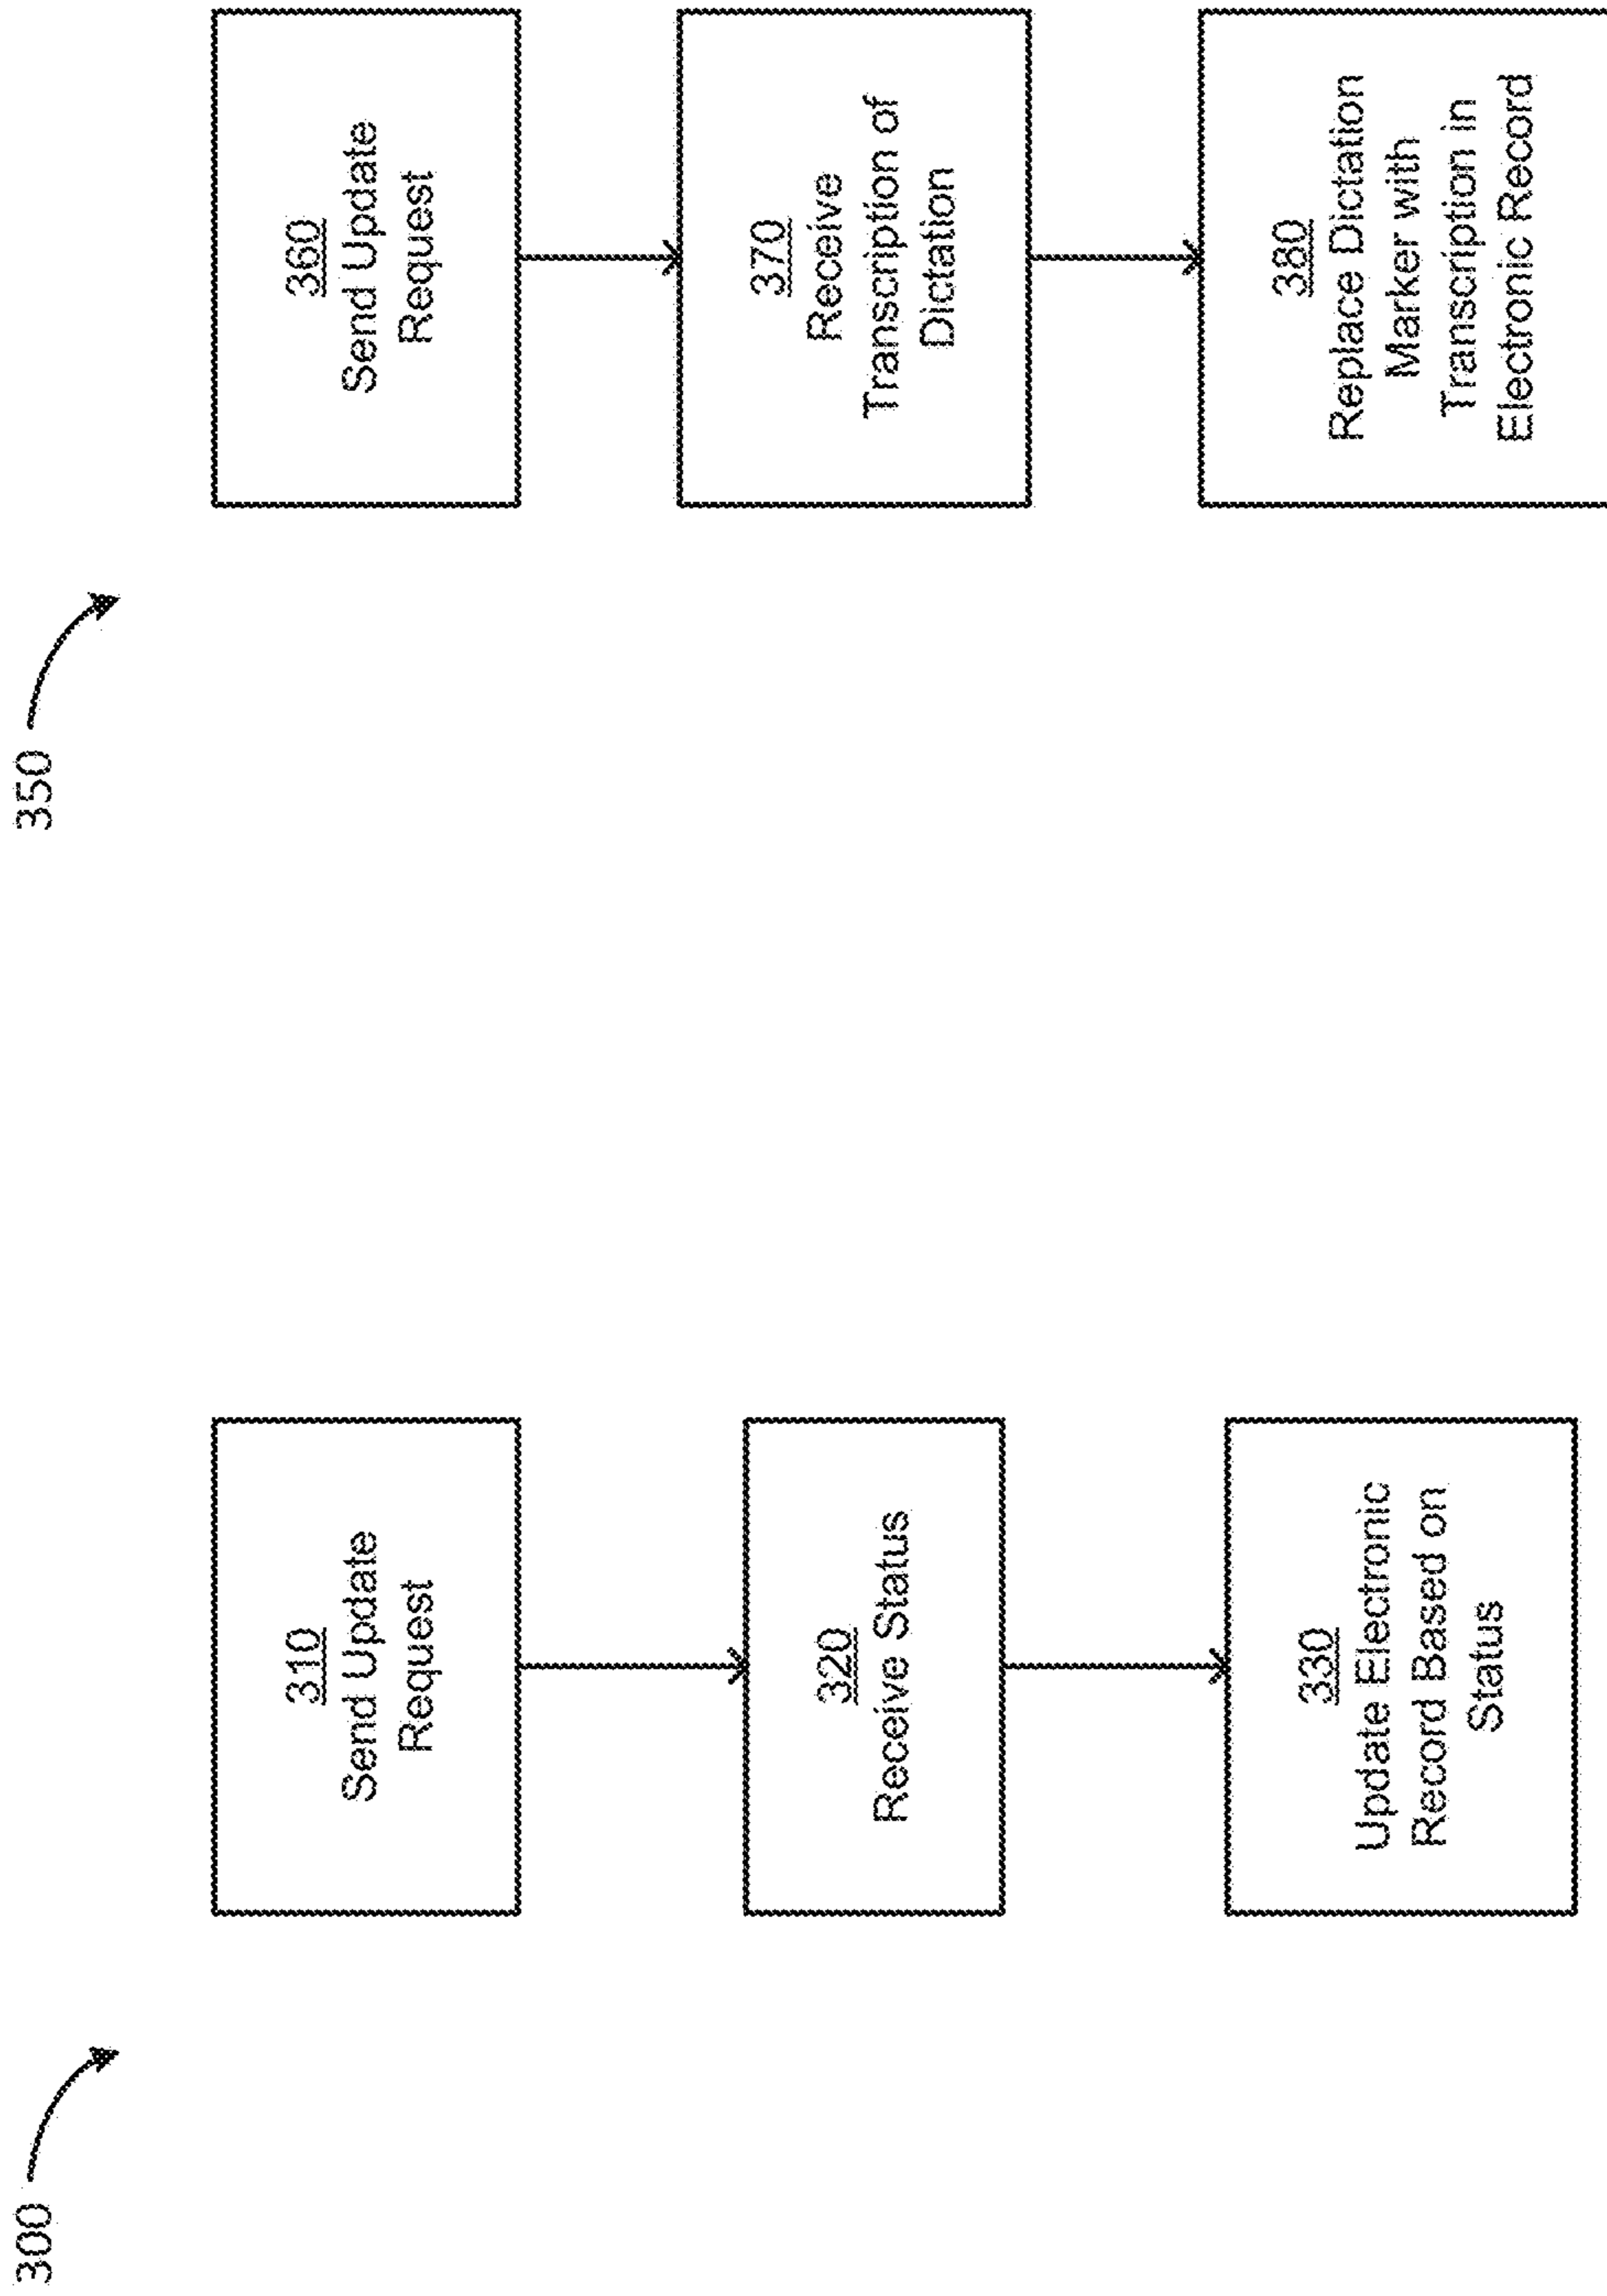 300
310
Send Update
Request
320
Receive Status
330
Update Electronic
Record Based on
Status
350
360
Send Update
Request
370
Receive
Transcription of
Dictation
380
Replace Dictation
Marker with
Transcription in
Electronic Record